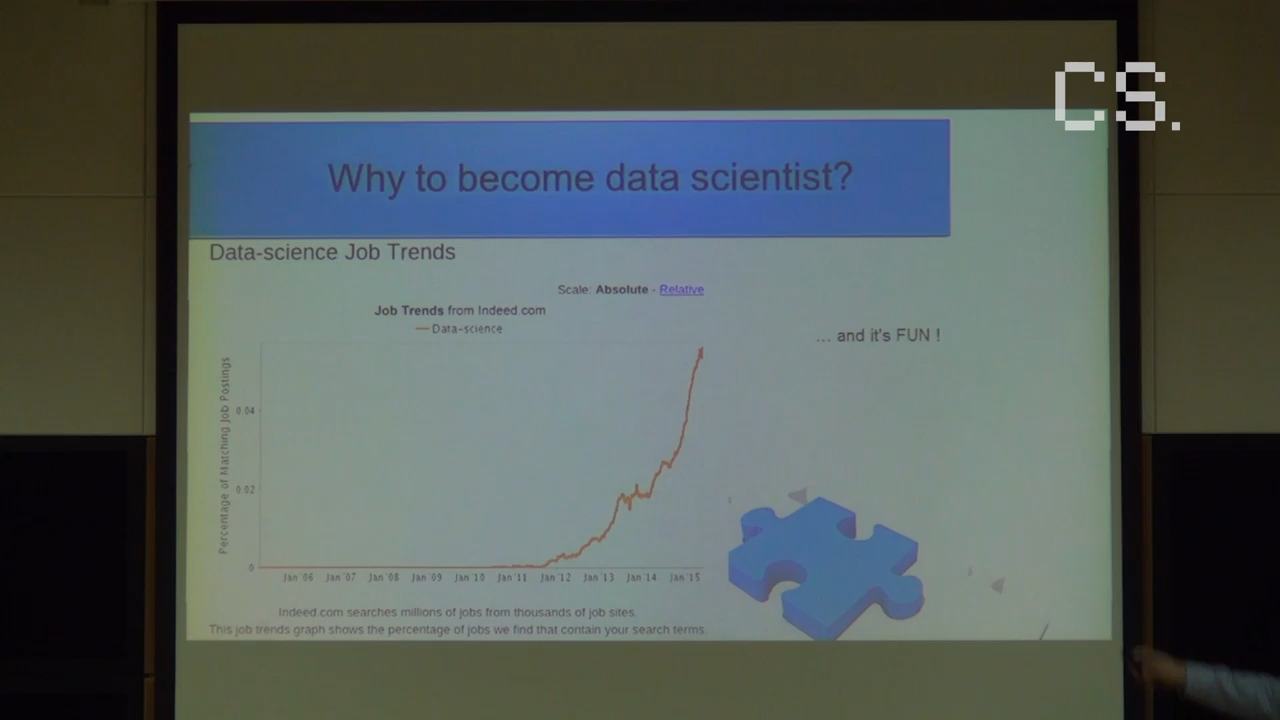 CS.
Why to become data scientist?
Data-science Job Trends
Scale: Absolute - Relative
Job Trends from Indeed.com
Data-science
... and it's FUN !
Percentage of Matching Job Postings
0.04
0.02
0
Jan '06 Jan '07 Jan '08 Jan '09 Jan '10 Jan '11 Jan '12 Jan '13 Jan '14 Jan '15
Indeed.com searches millions of jobs from thousands of job sites.
This job trends graph shows the percentage of jobs we find that contain your search terms.